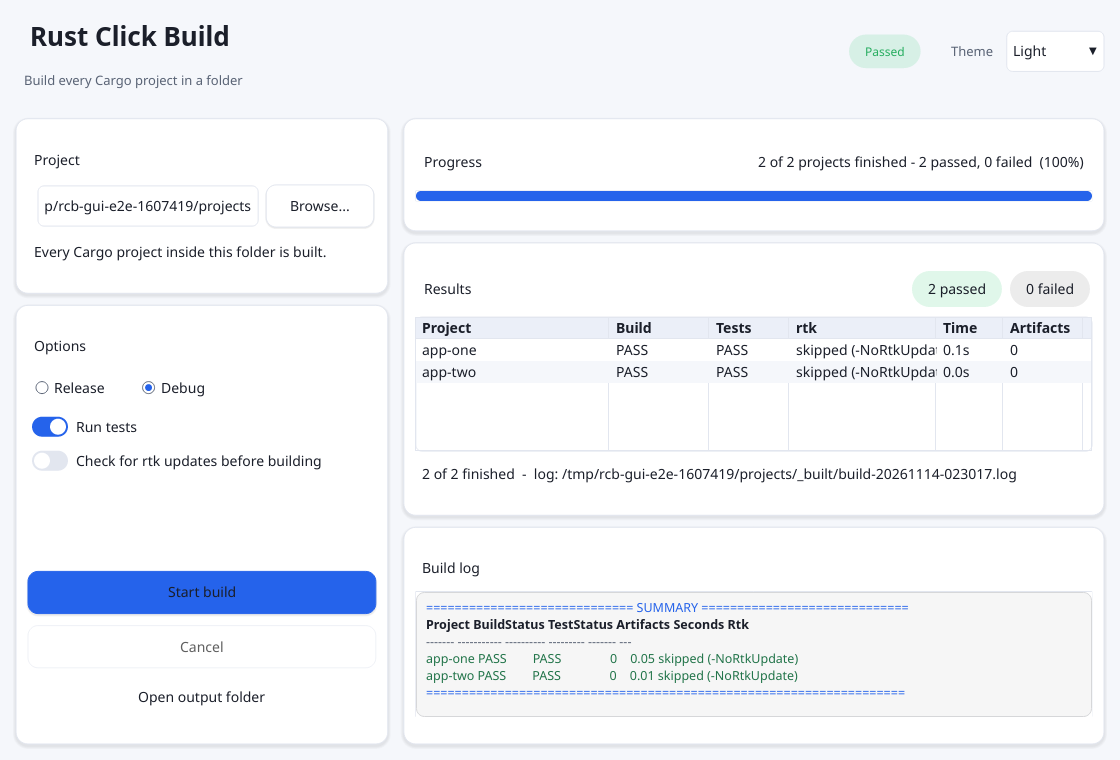 Rust Click Build
Build every Cargo project in a folder
Passed
Theme
Light
Project
p/rcb-gui-e2e-1607419/projects
Browse...
Every Cargo project inside this folder is built.
Options
Release
Debug
Run tests
Check for rtk updates before building
Start build
Cancel
Open output folder
Progress
2 of 2 projects finished - 2 passed, 0 failed (100%)
Results
2 passed
0 failed
Project Build Tests rtk Time Artifacts
app-one PASS PASS skipped (-NoRtkUpdat 0.1s 0
app-two PASS PASS skipped (-NoRtkUpdat 0.0s 0
2 of 2 finished - log: /tmp/rcb-gui-e2e-1607419/projects/_built/build-20261114-023017.log
Build log
============================= SUMMARY =============================
Project BuildStatus TestStatus Artifacts Seconds Rtk
------- ----------- ---------- --------- ------- ---
app-one PASS PASS 0 0.05 skipped (-NoRtkUpdate)
app-two PASS PASS 0 0.01 skipped (-NoRtkUpdate)
===================================================================